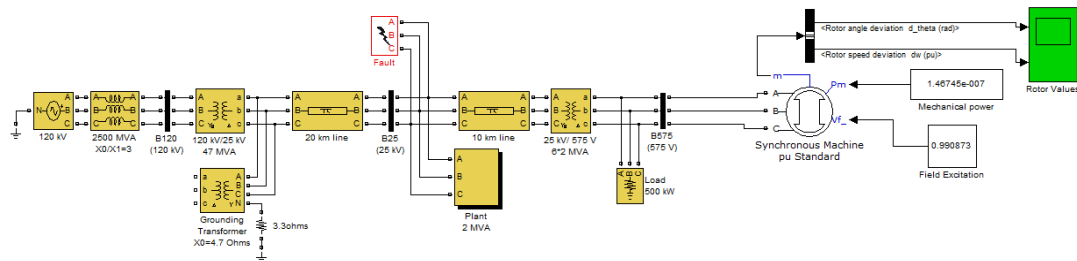 A
B
C
Fault
<Rotor angle deviation d_theta (rad)>
<Rotor speed deviation dw (pu)>
Rotor Values
m
Pm
Vf_
A
B
C
1.46745e-007
Mechanical power
0.990873
Field Excitation
Synchronous Machine
pu Standard
N
A
B
C
120 kV
A
B
C
A
B
C
2500 MVA
X0/X1=3
B120
(120 kV)
A
B
C
a
b
c
120 kV/25 kV
47 MVA
A
B
C
A
B
C
20 km line
B25
(25 kV)
A
B
C
A
B
C
10 km line
A
B
C
a
b
c
25 kV/ 575 V
6*2 MVA
B575
(575 V)
A
B
C
Load
500 kW
a
b
c
A
B
C
N
Grounding
Transformer
X0=4.7 Ohms
3.3ohms
A
B
C
Plant
2 MVA